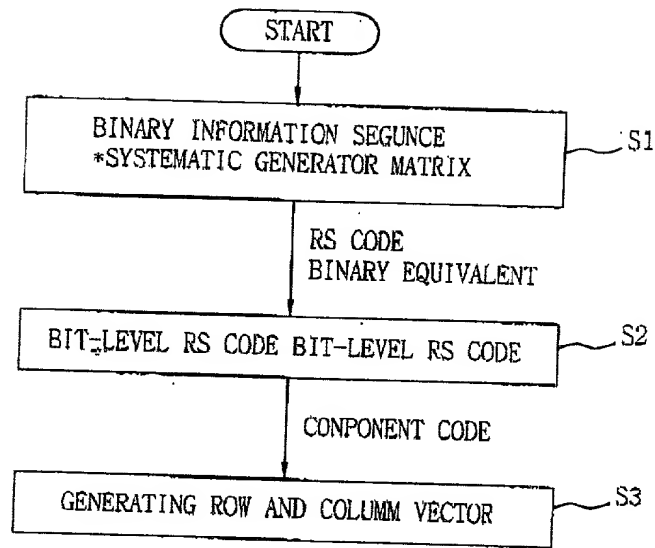 START
BINARY INFORMATION SEGUNCE
*SYSTEMATIC GENERATOR MATRIX
S1
RS CODE
BINARY EQUIVALENT
BIT-LEVEL RS CODE BIT-LEVEL RS CODE
S2
CONPONENT CODE
GENERATING ROW AND COLUMM VECTOR
S3